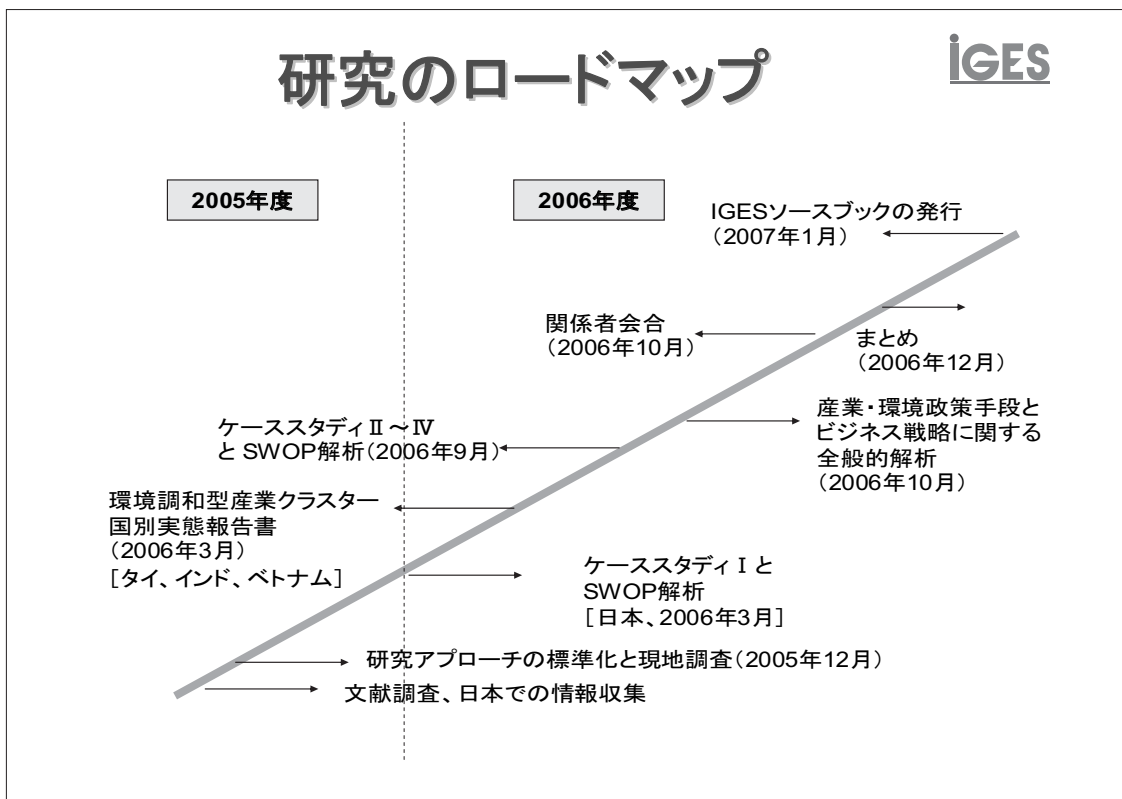 研究のロードマップ
iGES
2005年度
2006年度
IGESソースブックの発行
(2007年1月)
関係者会合
(2006年10月)
まとめ
(2006年12月)
産業・環境政策手段と
ビジネス戦略に関する
全般的解析
(2006年10月)
ケーススタディⅡ～Ⅳ
と SWOP解析(2006年9月)
環境調和型産業クラスター
国別実態報告書
(2006年3月)
[タイ、インド、ベトナム]
ケーススタディⅠと
SWOP解析
[日本、2006年3月]
研究アプローチの標準化と現地調査(2005年12月)
文献調査、日本での情報収集